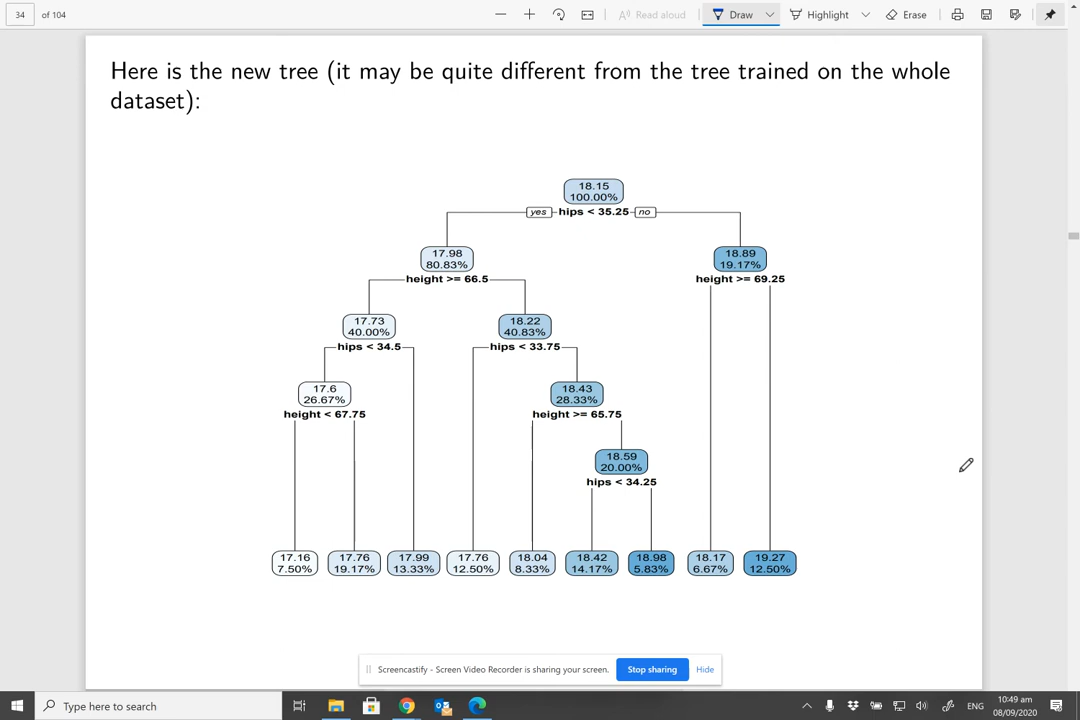 34 of 104 Read aloud Draw Highlight Erase
Here is the new tree (it may be quite different from the tree trained on the whole
dataset):
18.15
100.00%
yes hips < 35.25 no
17.98
80.83%
height >= 66.5
18.89
19.17%
height >= 69.25
17.73
40.00%
hips < 34.5
18.22
40.83%
hips < 33.75
17.6
26.67%
height < 67.75
18.43
28.33%
height >= 65.75
18.59
20.00%
hips < 34.25
17.16
7.50%
17.76
19.17%
17.99
13.33%
17.76
12.50%
18.04
8.33%
18.42
14.17%
18.98
5.83%
18.17
6.67%
19.27
12.50%
Screencastify - Screen Video Recorder is sharing your screen. Stop sharing Hide
Type here to search
ENG
10:49 am
08/09/2020